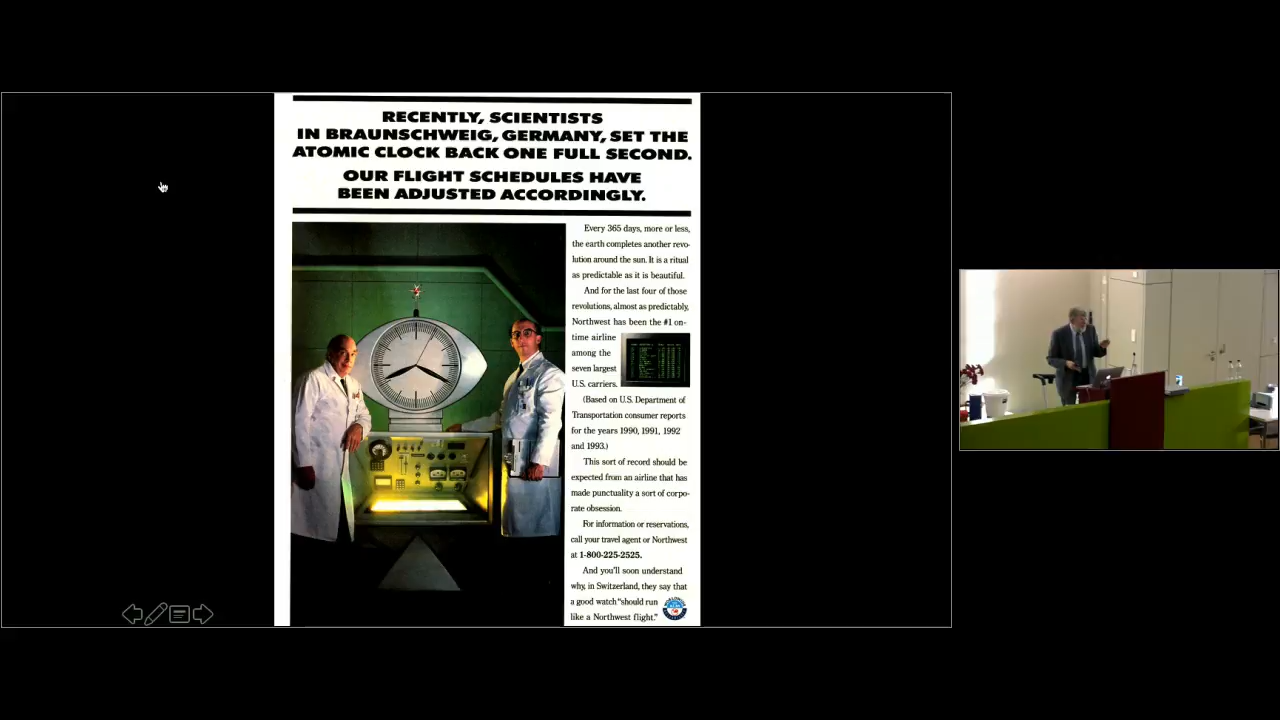 RECENTLY, SCIENTISTS
IN BRAUNSCHWEIG, GERMANY, SET THE
ATOMIC CLOCK BACK ONE FULL SECOND.
OUR FLIGHT SCHEDULES HAVE
BEEN ADJUSTED ACCORDINGLY.
Every 365 days, more or less,
the earth completes another revo-
lution around the sun. It is a ritual
as predictable as it is beautiful.
And for the last four of those
revolutions, almost as predictably,
Northwest has been the #1 on-
time airline
among the
seven largest
U.S. carriers.
(Based on U.S. Department of
Transportation consumer reports
for the years 1990, 1991, 1992
and 1993.)
This sort of record should be
expected from an airline that has
made punctuality a sort of corpo-
rate obsession.
For information or reservations,
call your travel agent or Northwest
at 1-800-225-2525.
And you'll soon understand
why, in Switzerland, they say that
a good watch "should run
like a Northwest flight."